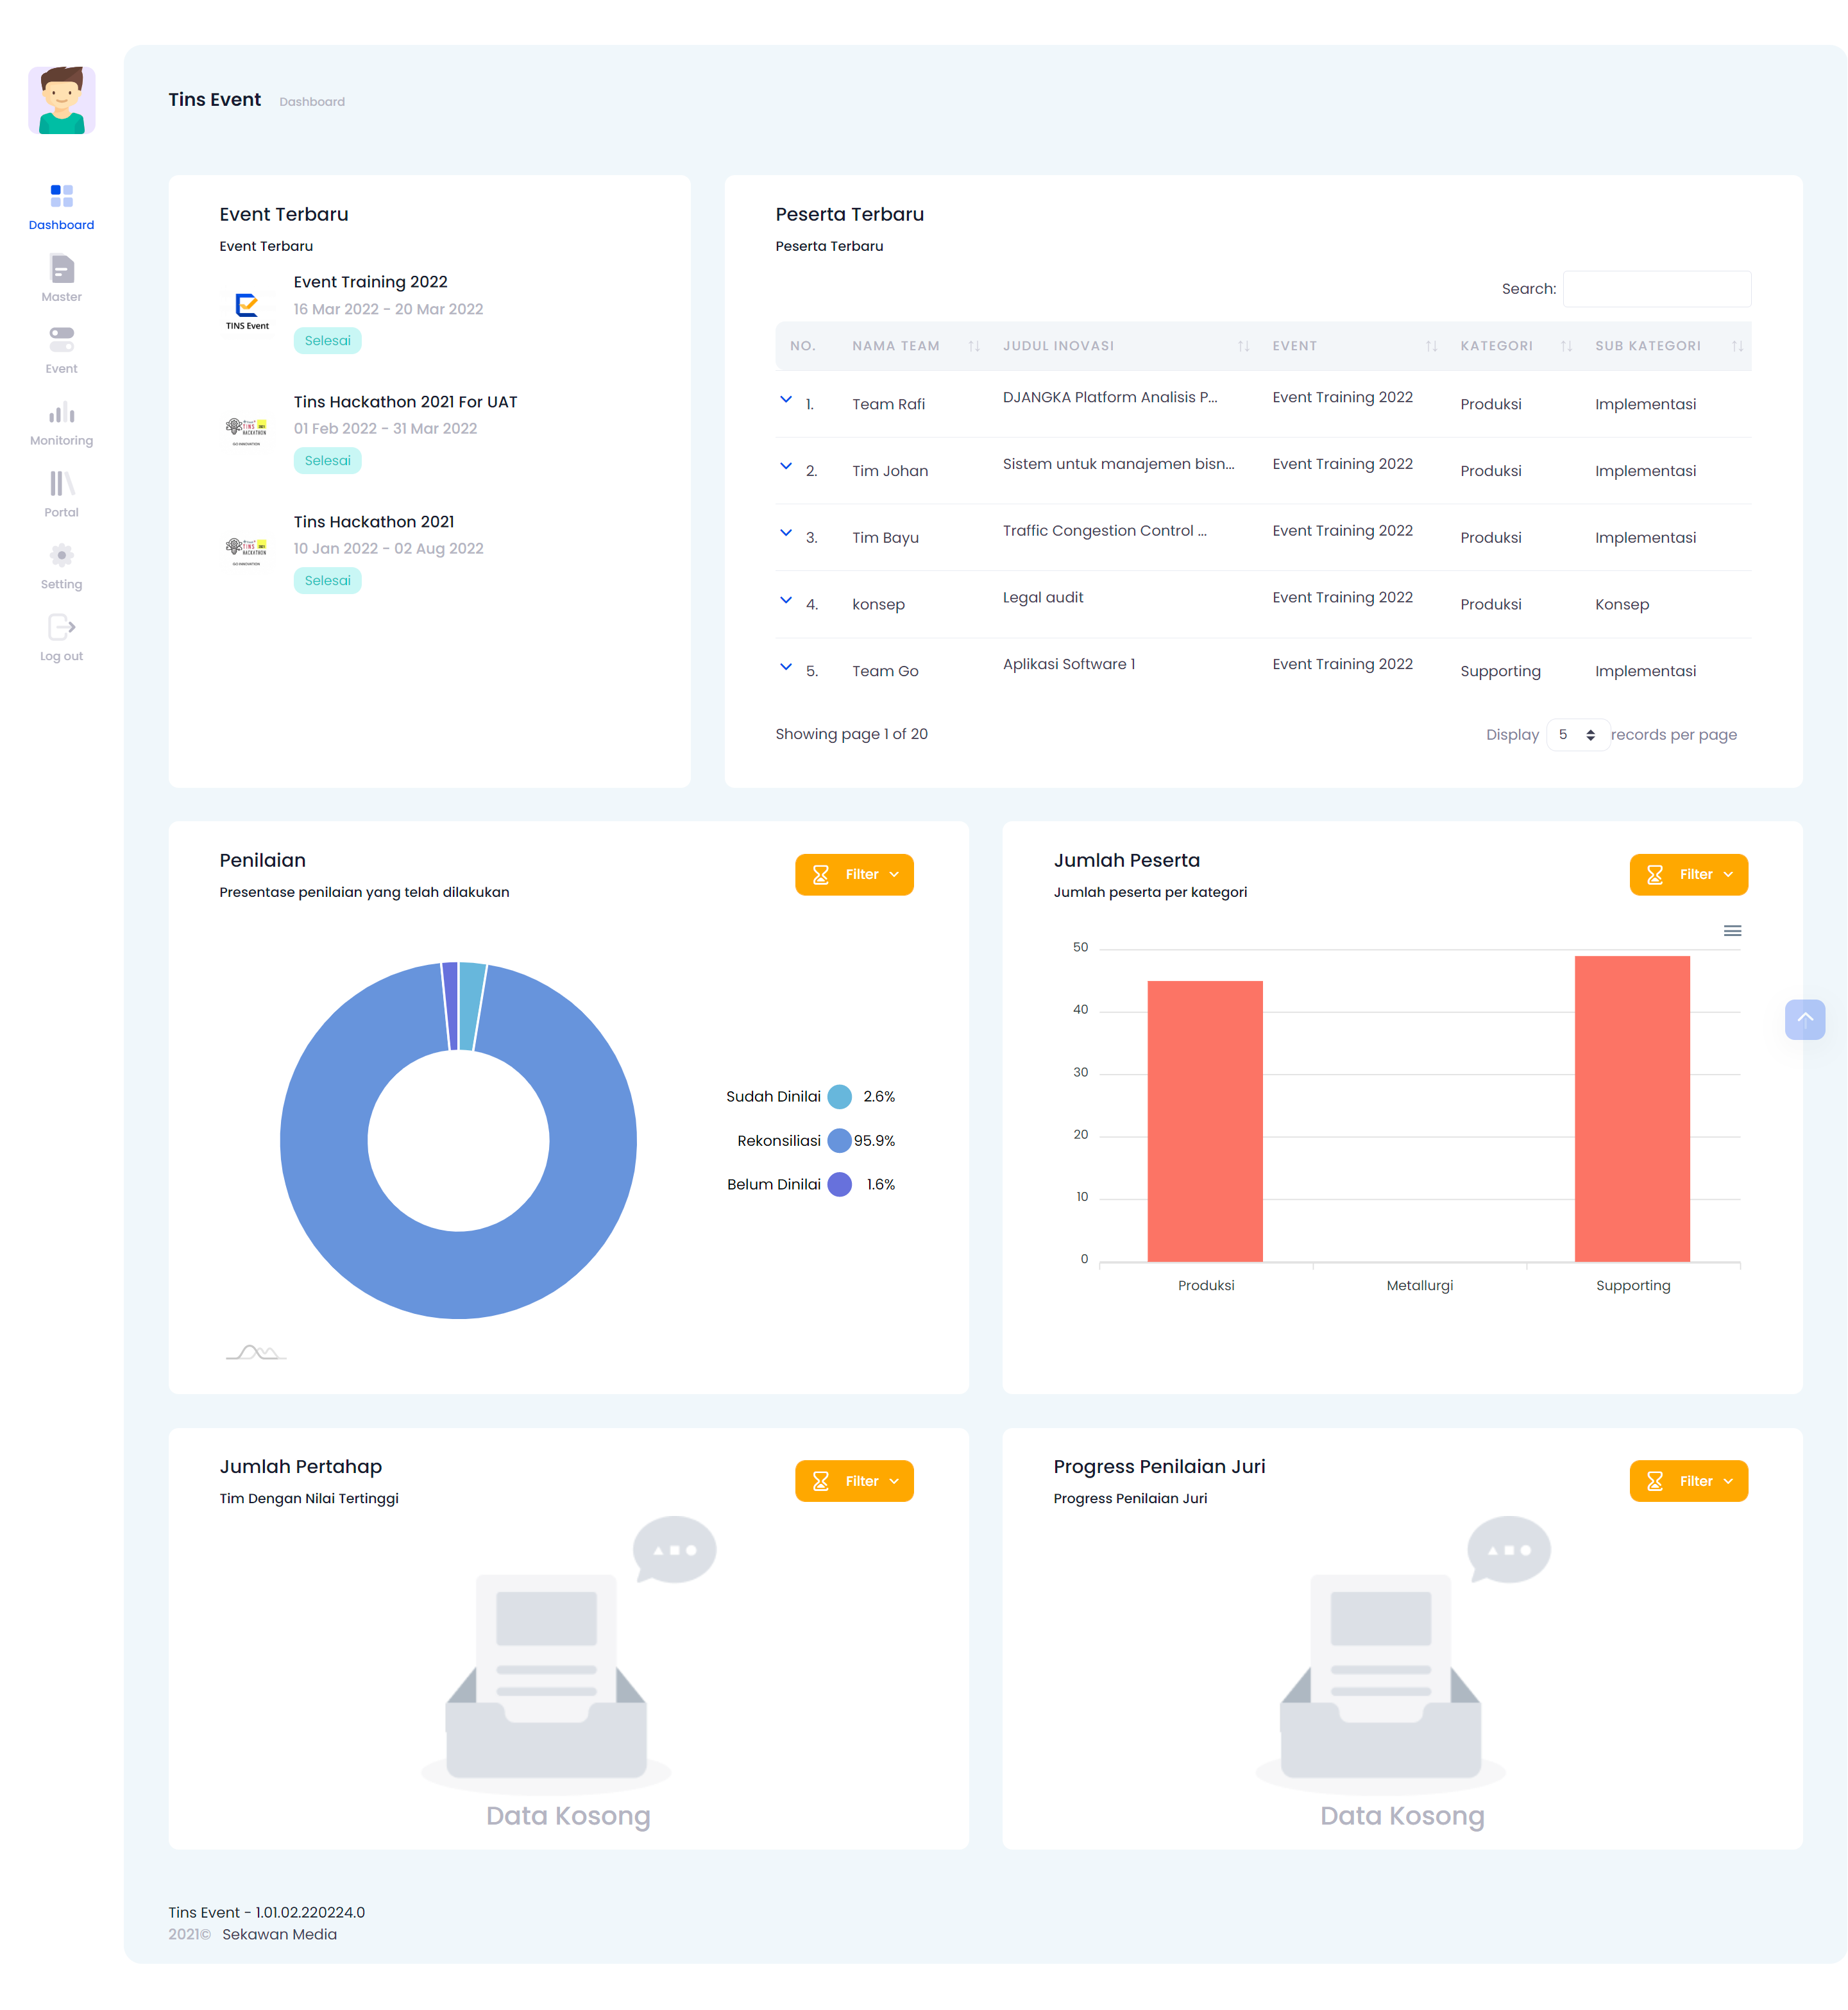 Tins Event Dashboard
Dashboard
Master
Event
Monitoring
Portal
Setting
Log out
Event Terbaru
Event Terbaru
TINS Event
Event Training 2022
16 Mar 2022 - 20 Mar 2022
Selesai
TINS
HACKATHON
Tins Hackathon 2021 For UAT
01 Feb 2022 - 31 Mar 2022
Selesai
TINS
HACKATHON
Tins Hackathon 2021
10 Jan 2022 - 02 Aug 2022
Selesai
Peserta Terbaru
Peserta Terbaru
Search:
NO. NAMA TEAM JUDUL INOVASI EVENT KATEGORI SUB KATEGORI
1. Team Rafi DJANGKA Platform Analisis P... Event Training 2022 Produksi Implementasi
2. Tim Johan Sistem untuk manajemen bisn... Event Training 2022 Produksi Implementasi
3. Tim Bayu Traffic Congestion Control ... Event Training 2022 Produksi Implementasi
4. konsep Legal audit Event Training 2022 Produksi Konsep
5. Team Go Aplikasi Software 1 Event Training 2022 Supporting Implementasi
Showing page 1 of 20 Display 5 records per page
Penilaian
Presentase penilaian yang telah dilakukan
Filter
Sudah Dinilai 2.6%
Rekonsiliasi 95.9%
Belum Dinilai 1.6%
Jumlah Peserta
Jumlah peserta per kategori
Filter
50
40
30
20
10
0
Produksi Metallurgi Supporting
Jumlah Pertahap
Tim Dengan Nilai Tertinggi
Filter
Data Kosong
Progress Penilaian Juri
Progress Penilaian Juri
Filter
Data Kosong
Tins Event - 1.01.02.220224.0
2021© Sekawan Media